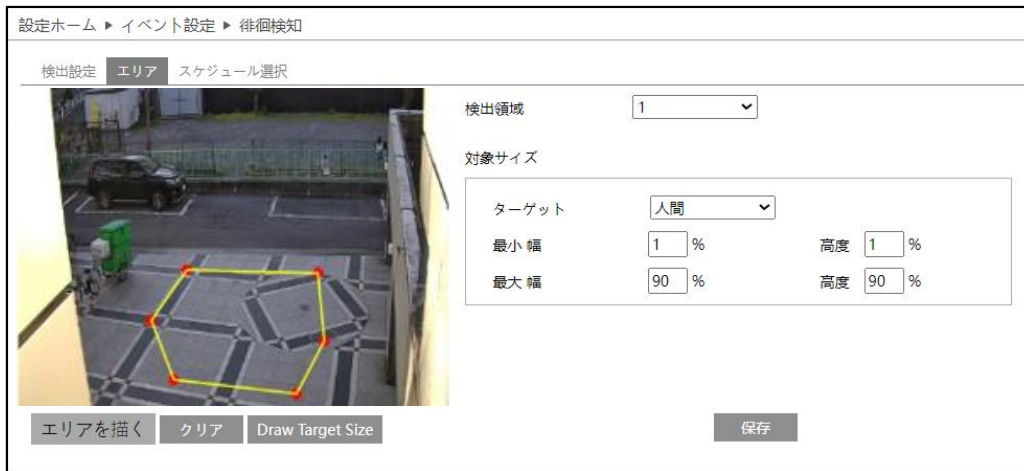 設定ホーム ▶ イベント設定 ▶ 徘徊検知
検出設定 エリア スケジュール選択
検出領域 1
対象サイズ
ターゲット 人間
最小 幅 1 % 高度 1 %
最大 幅 90 % 高度 90 %
エリアを描く クリア Draw Target Size 保存